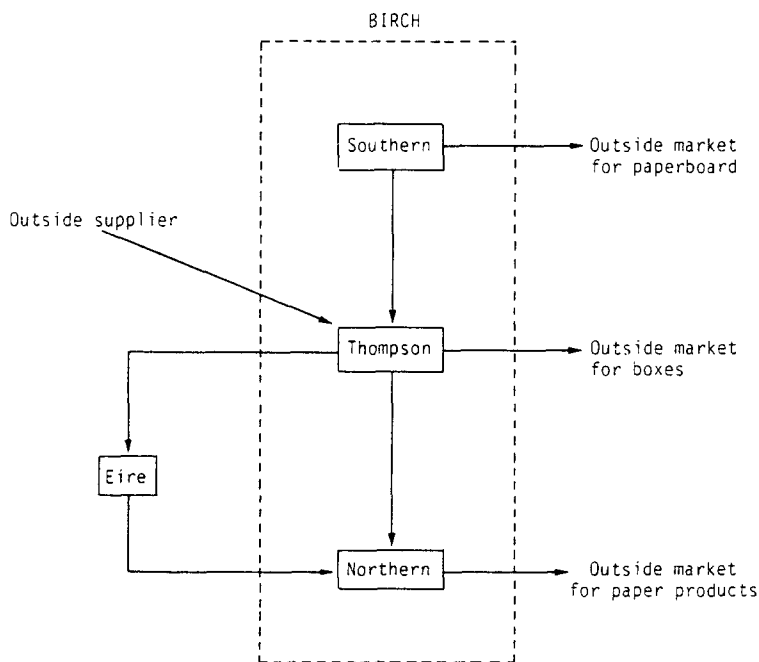 BIRCH
Southern
Outside market
for paperboard
Outside supplier
Thompson
Outside market
for boxes
Eire
Northern
Outside market
for paper products